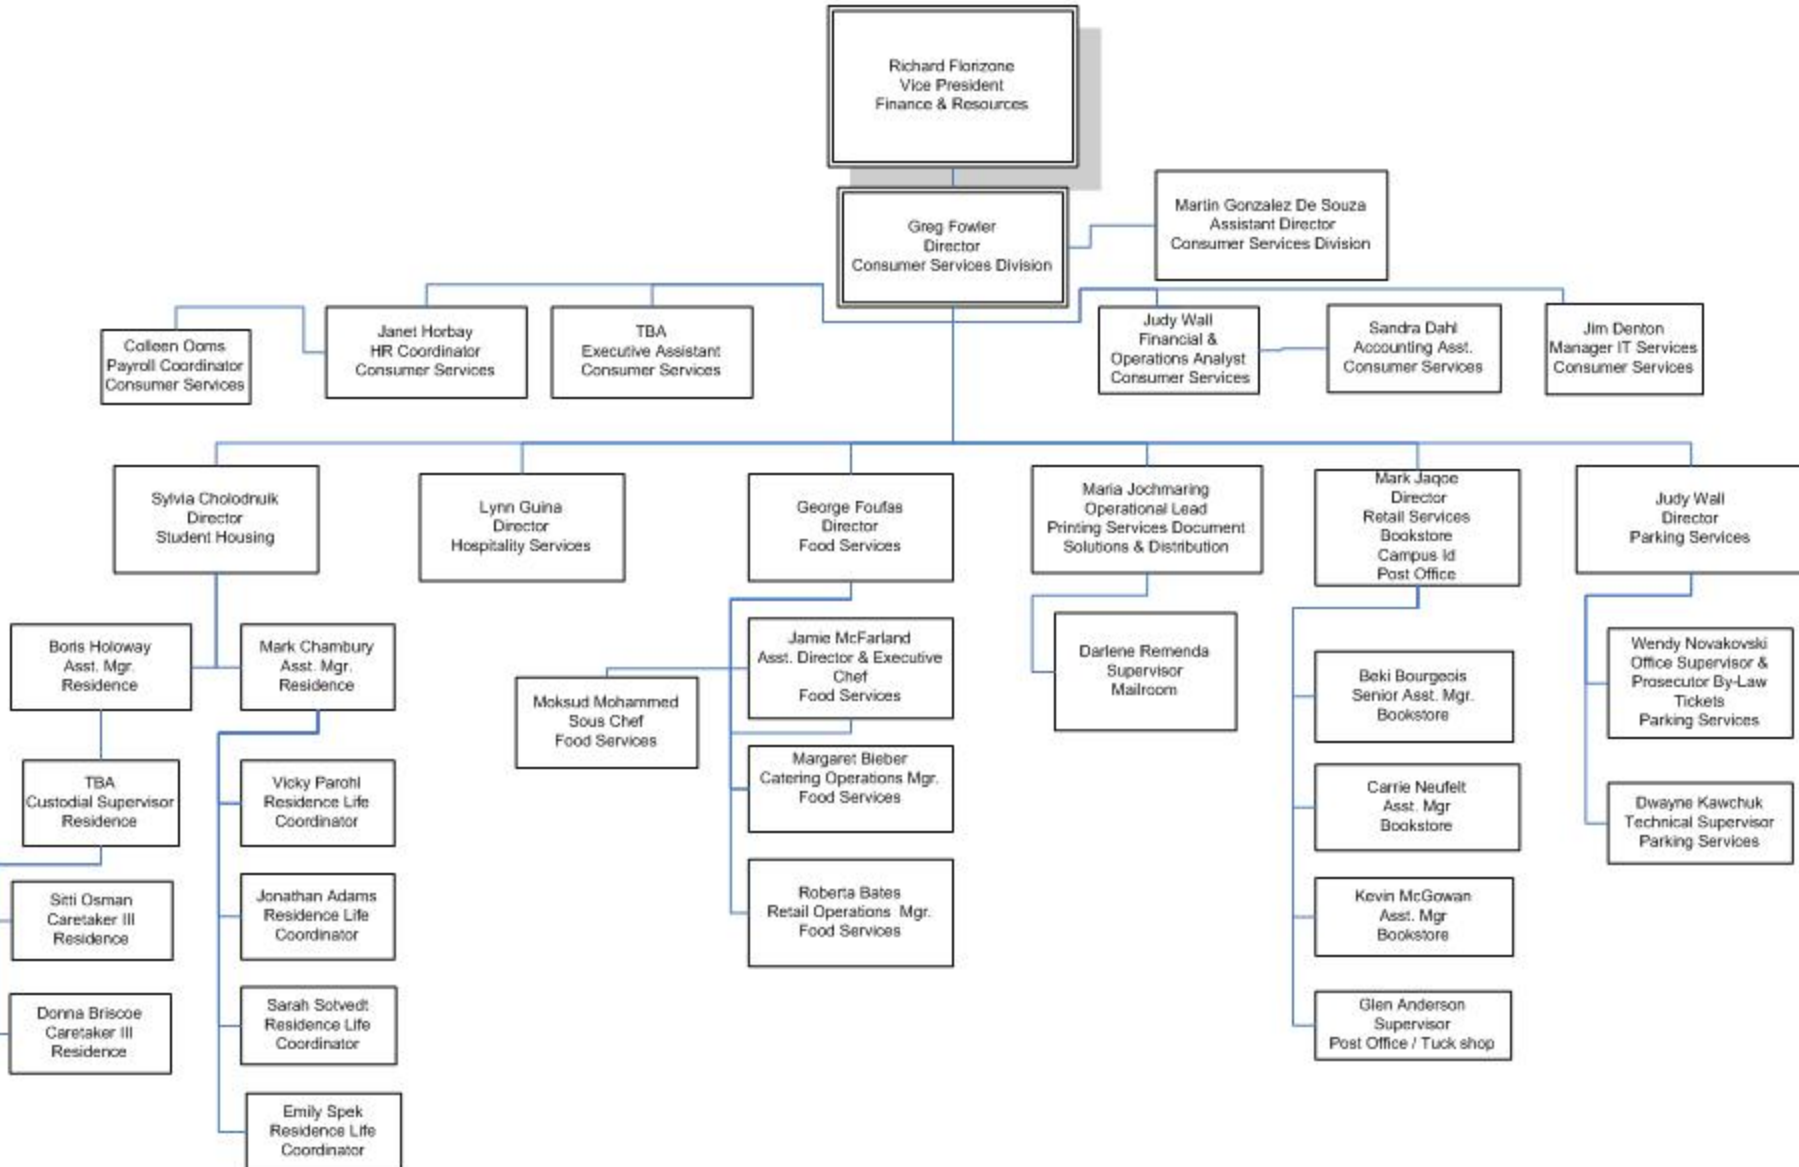 Richard Florizone
Vice President
Finance & Resources
Greg Fowler
Director
Consumer Services Division
Martin Gonzalez De Souza
Assistant Director
Consumer Services Division
Colleen Ooms
Payroll Coordinator
Consumer Services
Janet Horbay
HR Coordinator
Consumer Services
TBA
Executive Assistant
Consumer Services
Judy Wall
Financial &
Operations Analyst
Consumer Services
Sandra Dahl
Accounting Asst.
Consumer Services
Jim Denton
Manager IT Services
Consumer Services
Sylvia Cholodnuik
Director
Student Housing
Lynn Guina
Director
Hospitality Services
George Foufas
Director
Food Services
Maria Jochmaring
Operational Lead
Printing Services Document
Solutions & Distribution
Mark Jagoe
Director
Retail Services
Bookstore
Campus Id
Post Office
Judy Wall
Director
Parking Services
Boris Holoway
Asst. Mgr.
Residence
Mark Chambury
Asst. Mgr.
Residence
TBA
Custodial Supervisor
Residence
Sitti Osman
Caretaker III
Residence
Donna Briscoe
Caretaker III
Residence
Vicky Parohl
Residence Life
Coordinator
Jonathan Adams
Residence Life
Coordinator
Sarah Sotvedt
Residence Life
Coordinator
Emily Spek
Residence Life
Coordinator
Jamie McFarland
Asst. Director & Executive
Chef
Food Services
Moksud Mohammed
Sous Chef
Food Services
Margaret Bieber
Catering Operations Mgr.
Food Services
Roberta Bates
Retail Operations Mgr.
Food Services
Darlene Remenda
Supervisor
Mailroom
Beki Bourgeois
Senior Asst. Mgr.
Bookstore
Carrie Neufelt
Asst. Mgr
Bookstore
Kevin McGowan
Asst. Mgr
Bookstore
Glen Anderson
Supervisor
Post Office / Tuck shop
Wendy Novakovski
Office Supervisor &
Prosecutor By-Law
Tickets
Parking Services
Dwayne Kawchuk
Technical Supervisor
Parking Services